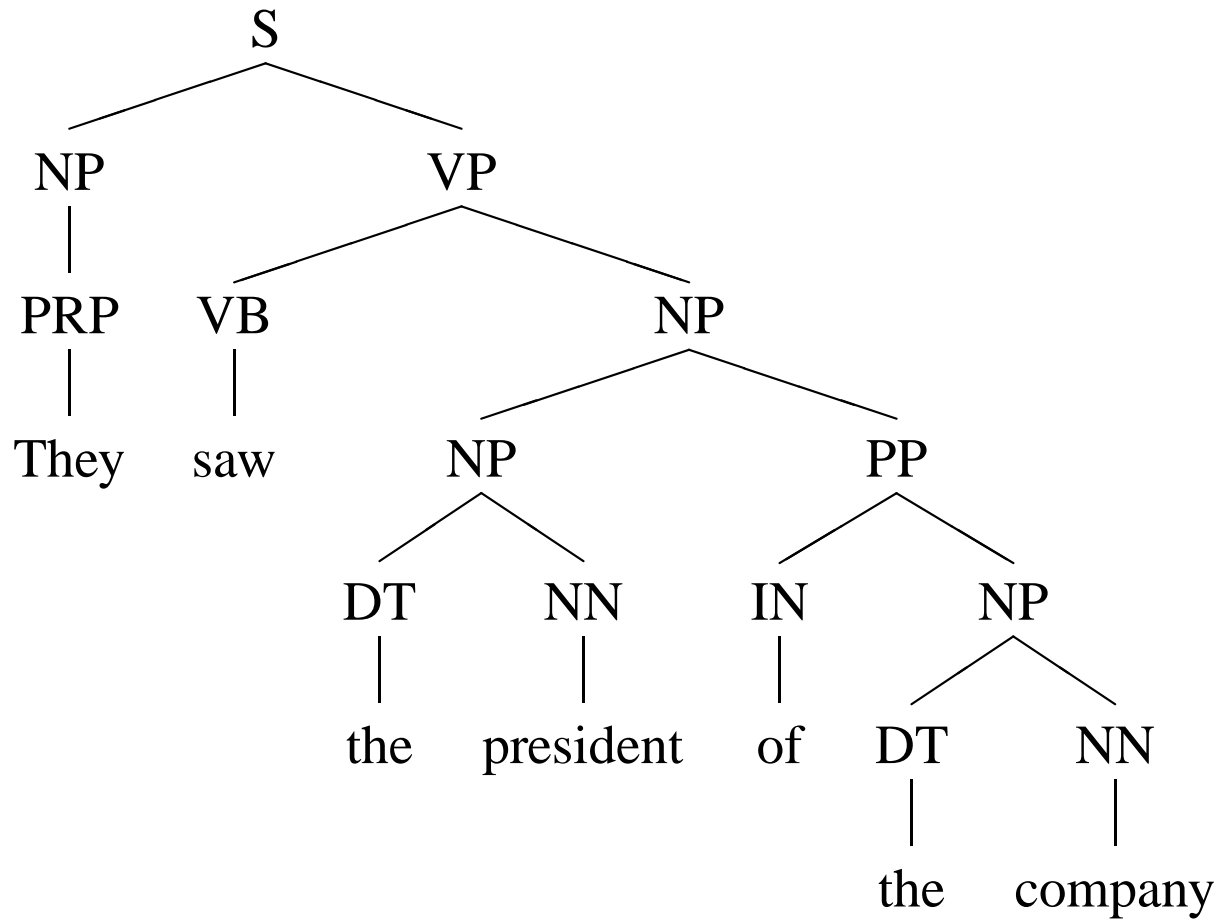 S
NP VP
PRP VB NP
They saw NP PP
DT NN IN NP
the president of DT NN
the company